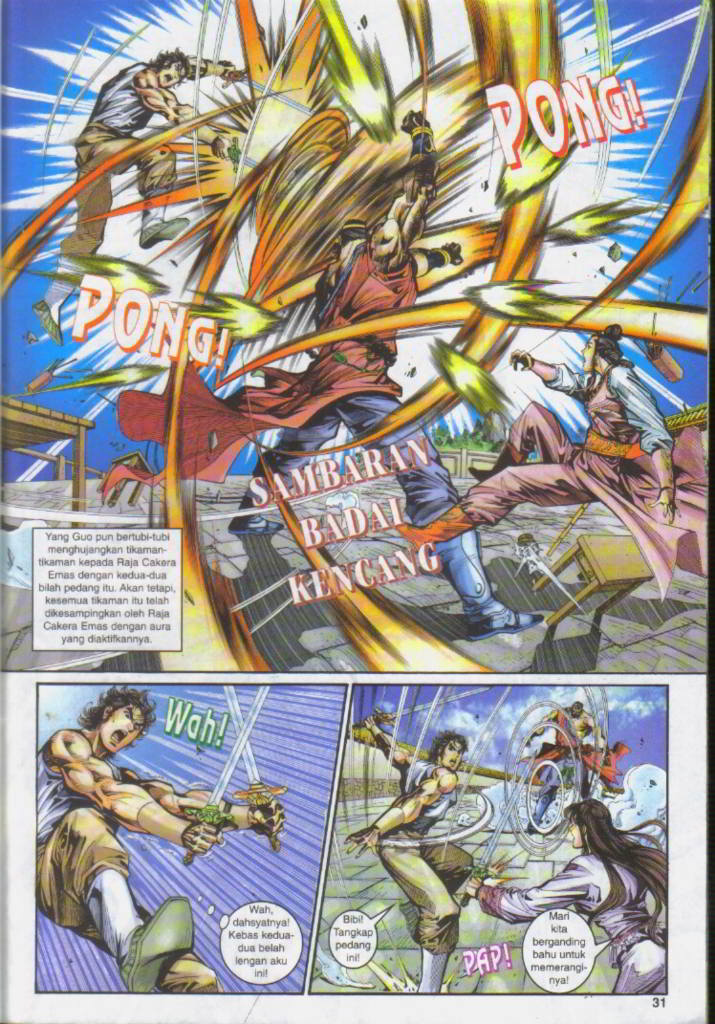 PONG!
PONG!
SAMBARAN
BADAI
KENCANG
Yang Guo pun bertubi-tubi
menghujangkan tikaman-
tikaman kepada Raja Cakera
Emas dengan kedua-dua
bilah pedang itu. Akan tetapi,
kesemua tikaman itu telah
dikesampingkan oleh Raja
Cakera Emas dengan aura
yang diaktifkannya.
Wah!
Wah,
dahsyatnya!
Kebas kedua-
dua belah
lengan aku
ini!
Bibi!
Tangkap
pedang
ini!
PAP!
Mari
kita
berganding
bahu untuk
memerangi-
nya!
31